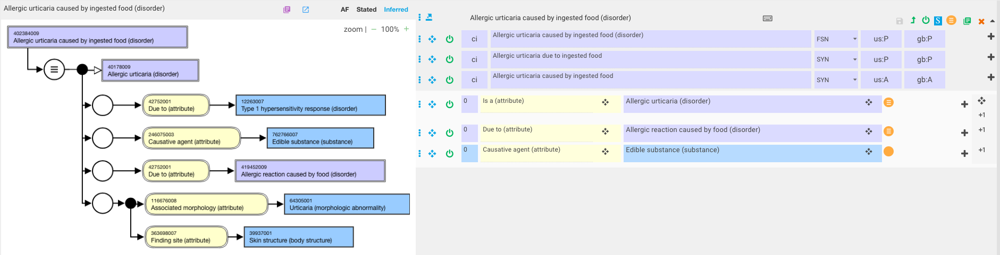 Allergic urticaria caused by ingested food (disorder)
AF Stated Inferred
zoom | − 100% +
402384009
Allergic urticaria caused by ingested food (disorder)
40178009
Allergic urticaria (disorder)
42752001
Due to (attribute)
12263007
Type 1 hypersensitivity response (disorder)
246075003
Causative agent (attribute)
762766007
Edible substance (substance)
42752001
Due to (attribute)
419452009
Allergic reaction caused by food (disorder)
116676008
Associated morphology (attribute)
64305001
Urticaria (morphologic abnormality)
363698007
Finding site (attribute)
39937001
Skin structure (body structure)
Allergic urticaria caused by ingested food (disorder)
S
ci Allergic urticaria caused by ingested food (disorder) FSN us:P gb:P
ci Allergic urticaria due to ingested food SYN us:P gb:P
ci Allergic urticaria caused by ingested food SYN us:A gb:A
0 Is a (attribute) Allergic urticaria (disorder)
+1
0 Due to (attribute) Allergic reaction caused by food (disorder) +1
0 Causative agent (attribute) Edible substance (substance) +1